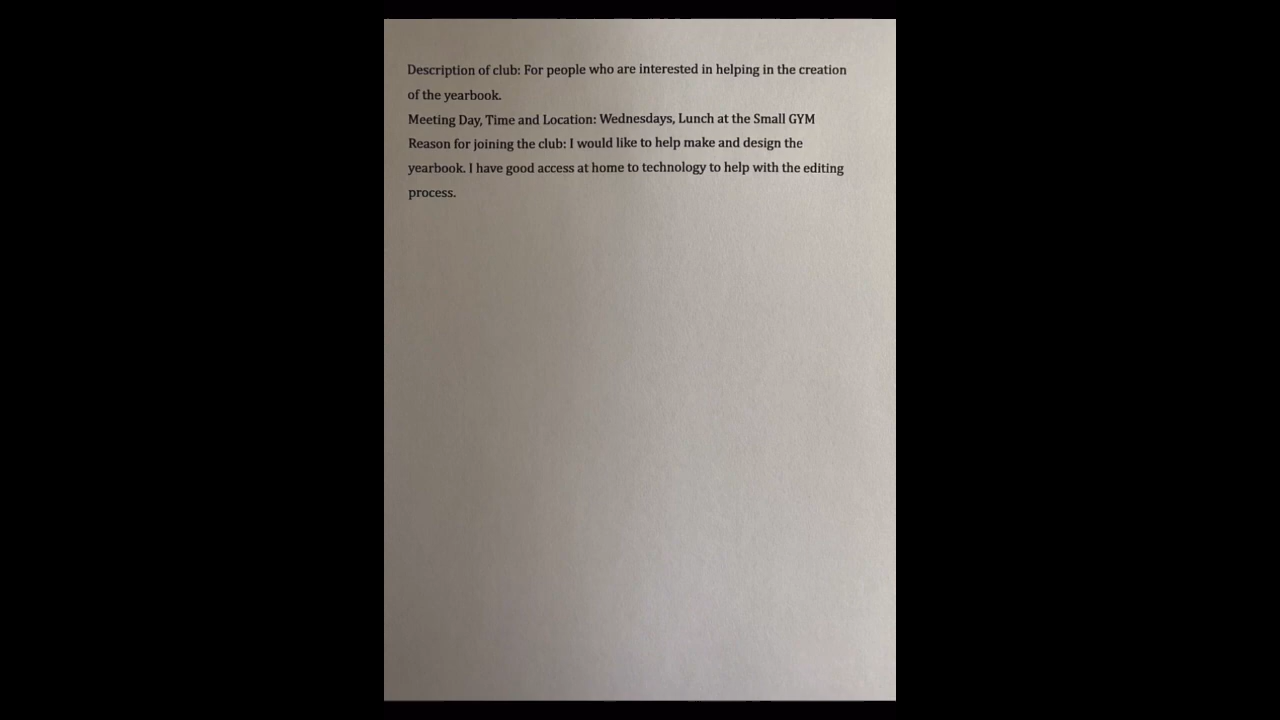 Description of club: For people who are interested in helping in the creation
of the yearbook.
Meeting Day, Time and Location: Wednesdays, Lunch at the Small GYM
Reason for joining the club: I would like to help make and design the
yearbook. I have good access at home to technology to help with the editing
process.